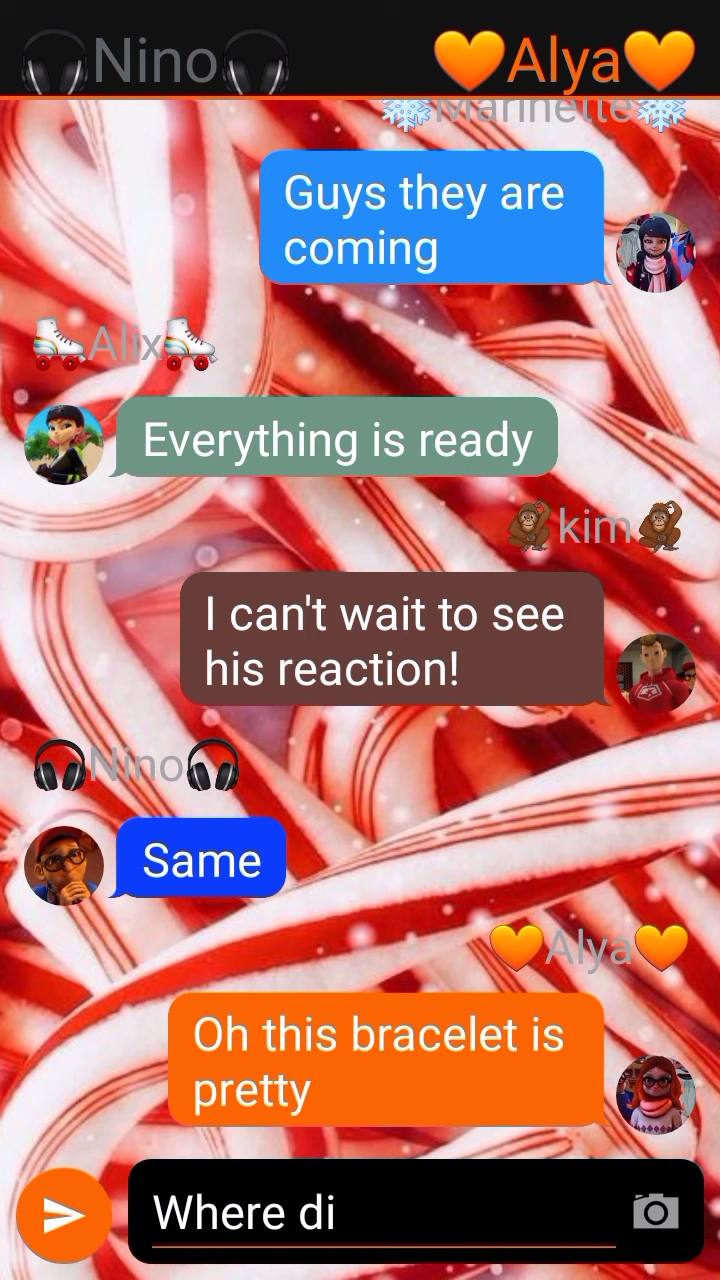 🎧Nino🎧 🧡Alya🧡
❄️Marinette❄️
Guys they are
coming
🛼Alix🛼
Everything is ready
🦧kim🦧
I can't wait to see
his reaction!
🎧Nino🎧
Same
🧡Alya🧡
Oh this bracelet is
pretty
Where di